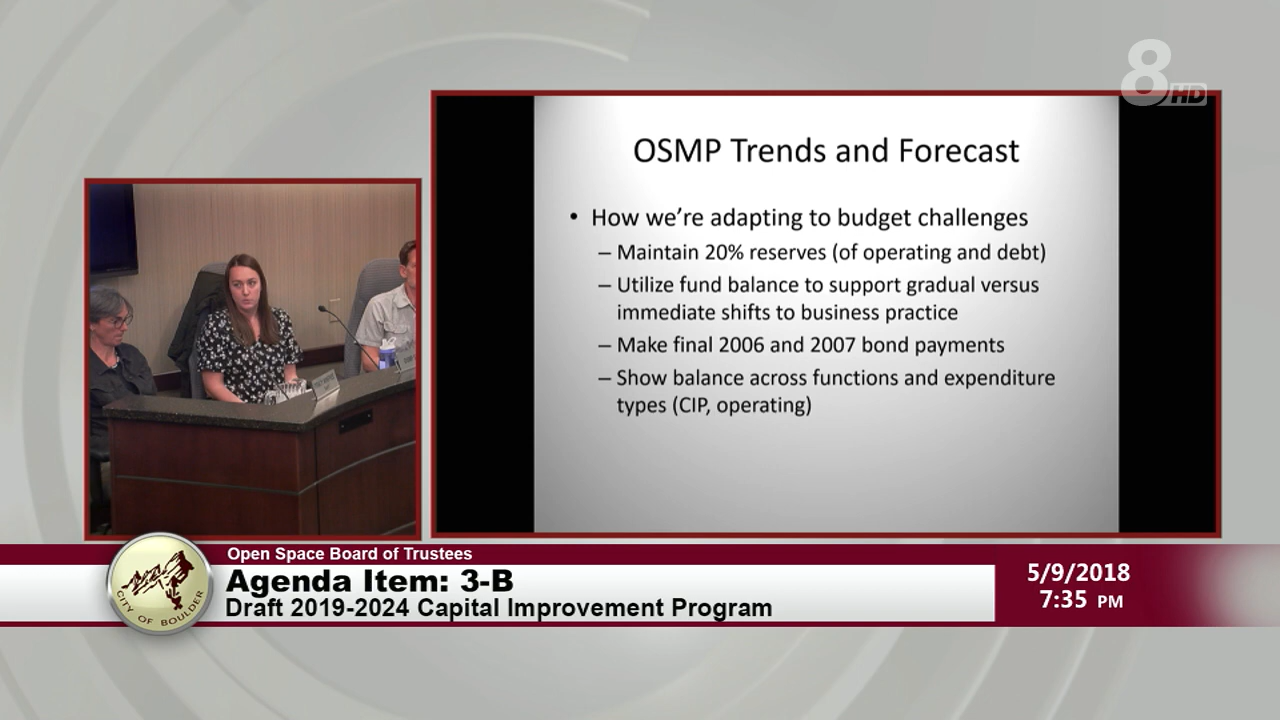 8HD
OSMP Trends and Forecast
• How we're adapting to budget challenges
– Maintain 20% reserves (of operating and debt)
– Utilize fund balance to support gradual versus
immediate shifts to business practice
– Make final 2006 and 2007 bond payments
– Show balance across functions and expenditure
types (CIP, operating)
Open Space Board of Trustees
Agenda Item: 3-B
Draft 2019-2024 Capital Improvement Program
CITY OF BOULDER
5/9/2018
7:35 PM